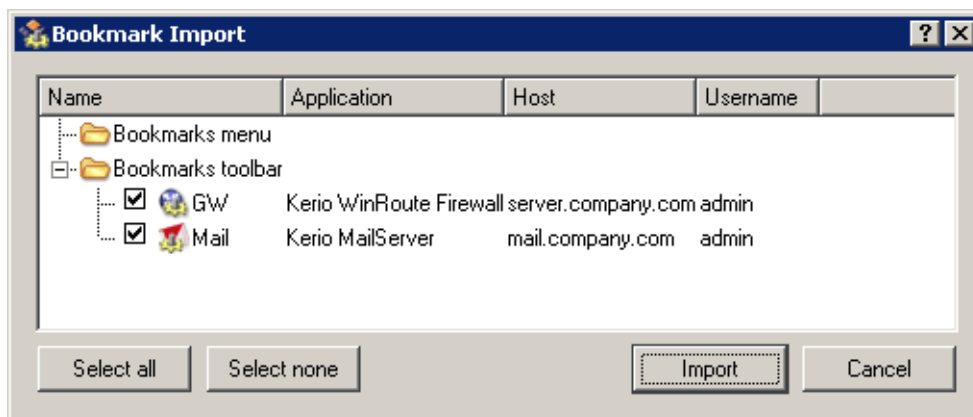 Bookmark Import
Name Application Host Username
Bookmarks menu
Bookmarks toolbar
GW Kerio WinRoute Firewall server.company.com admin
Mail Kerio MailServer mail.company.com admin
Select all Select none Import Cancel